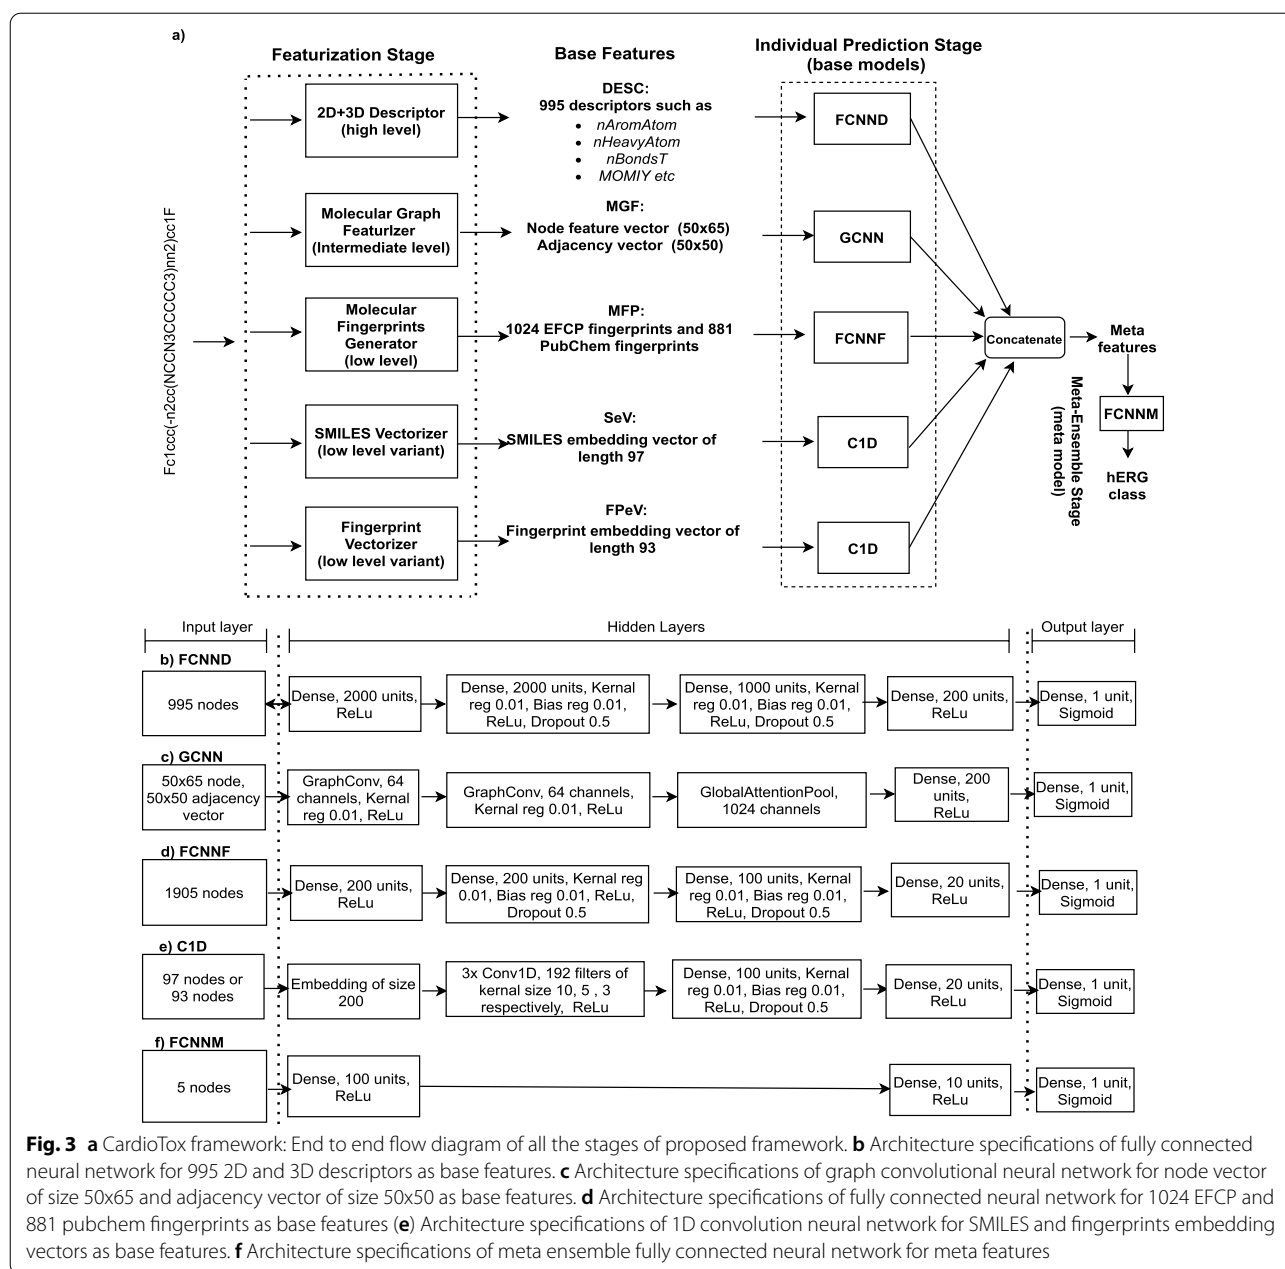 a)
Featurization Stage
Base Features
Individual Prediction Stage
(base models)
Fc1ccc(-n2cc(NCCN3CCCCCC3)nn2)cc1F
2D+3D Descriptor
(high level)
DESC:
995 descriptors such as
• nAromAtom
• nHeavyAtom
• nBondsT
• MOMIY etc
FCNND
Molecular Graph
FeaturIzer
(Intermediate level)
MGF:
Node feature vector (50x65)
Adjacency vector (50x50)
GCNN
Molecular
Fingerprints
Generator
(low level)
MFP:
1024 EFCP fingerprints and 881
PubChem fingerprints
FCNNF
SMILES Vectorizer
(low level variant)
SeV:
SMILES embedding vector of
length 97
C1D
Fingerprint
Vectorizer
(low level variant)
FPeV:
Fingerprint embedding vector of
length 93
C1D
Concatenate
Meta
features
Meta-Ensemble Stage
(meta model)
FCNNM
hERG
class
Input layer
Hidden Layers
Output layer
b) FCNND
995 nodes
Dense, 2000 units,
ReLu
Dense, 2000 units, Kernal
reg 0.01, Bias reg 0.01,
ReLu, Dropout 0.5
Dense, 1000 units, Kernal
reg 0.01, Bias reg 0.01,
ReLu, Dropout 0.5
Dense, 200 units,
ReLu
Dense, 1 unit,
Sigmoid
c) GCNN
50x65 node,
50x50 adjacency
vector
GraphConv, 64
channels, Kernal
reg 0.01, ReLu
GraphConv, 64 channels,
Kernal reg 0.01, ReLu
GlobalAttentionPool,
1024 channels
Dense, 200
units,
ReLu
Dense, 1 unit,
Sigmoid
d) FCNNF
1905 nodes
Dense, 200 units,
ReLu
Dense, 200 units, Kernal reg
0.01, Bias reg 0.01, ReLu,
Dropout 0.5
Dense, 100 units, Kernal
reg 0.01, Bias reg 0.01,
ReLu, Dropout 0.5
Dense, 20 units,
ReLu
Dense, 1 unit,
Sigmoid
e) C1D
97 nodes or
93 nodes
Embedding of size
200
3x Conv1D, 192 filters of
kernal size 10, 5 , 3
respectively, ReLu
Dense, 100 units, Kernal
reg 0.01, Bias reg 0.01,
ReLu, Dropout 0.5
Dense, 20 units,
ReLu
Dense, 1 unit,
Sigmoid
f) FCNNM
5 nodes
Dense, 100 units,
ReLu
Dense, 10 units,
ReLu
Dense, 1 unit,
Sigmoid
Fig. 3 a CardioTox framework: End to end flow diagram of all the stages of proposed framework. b Architecture specifications of fully connected
neural network for 995 2D and 3D descriptors as base features. c Architecture specifications of graph convolutional neural network for node vector
of size 50x65 and adjacency vector of size 50x50 as base features. d Architecture specifications of fully connected neural network for 1024 EFCP and
881 pubchem fingerprints as base features (e) Architecture specifications of 1D convolution neural network for SMILES and fingerprints embedding
vectors as base features. f Architecture specifications of meta ensemble fully connected neural network for meta features